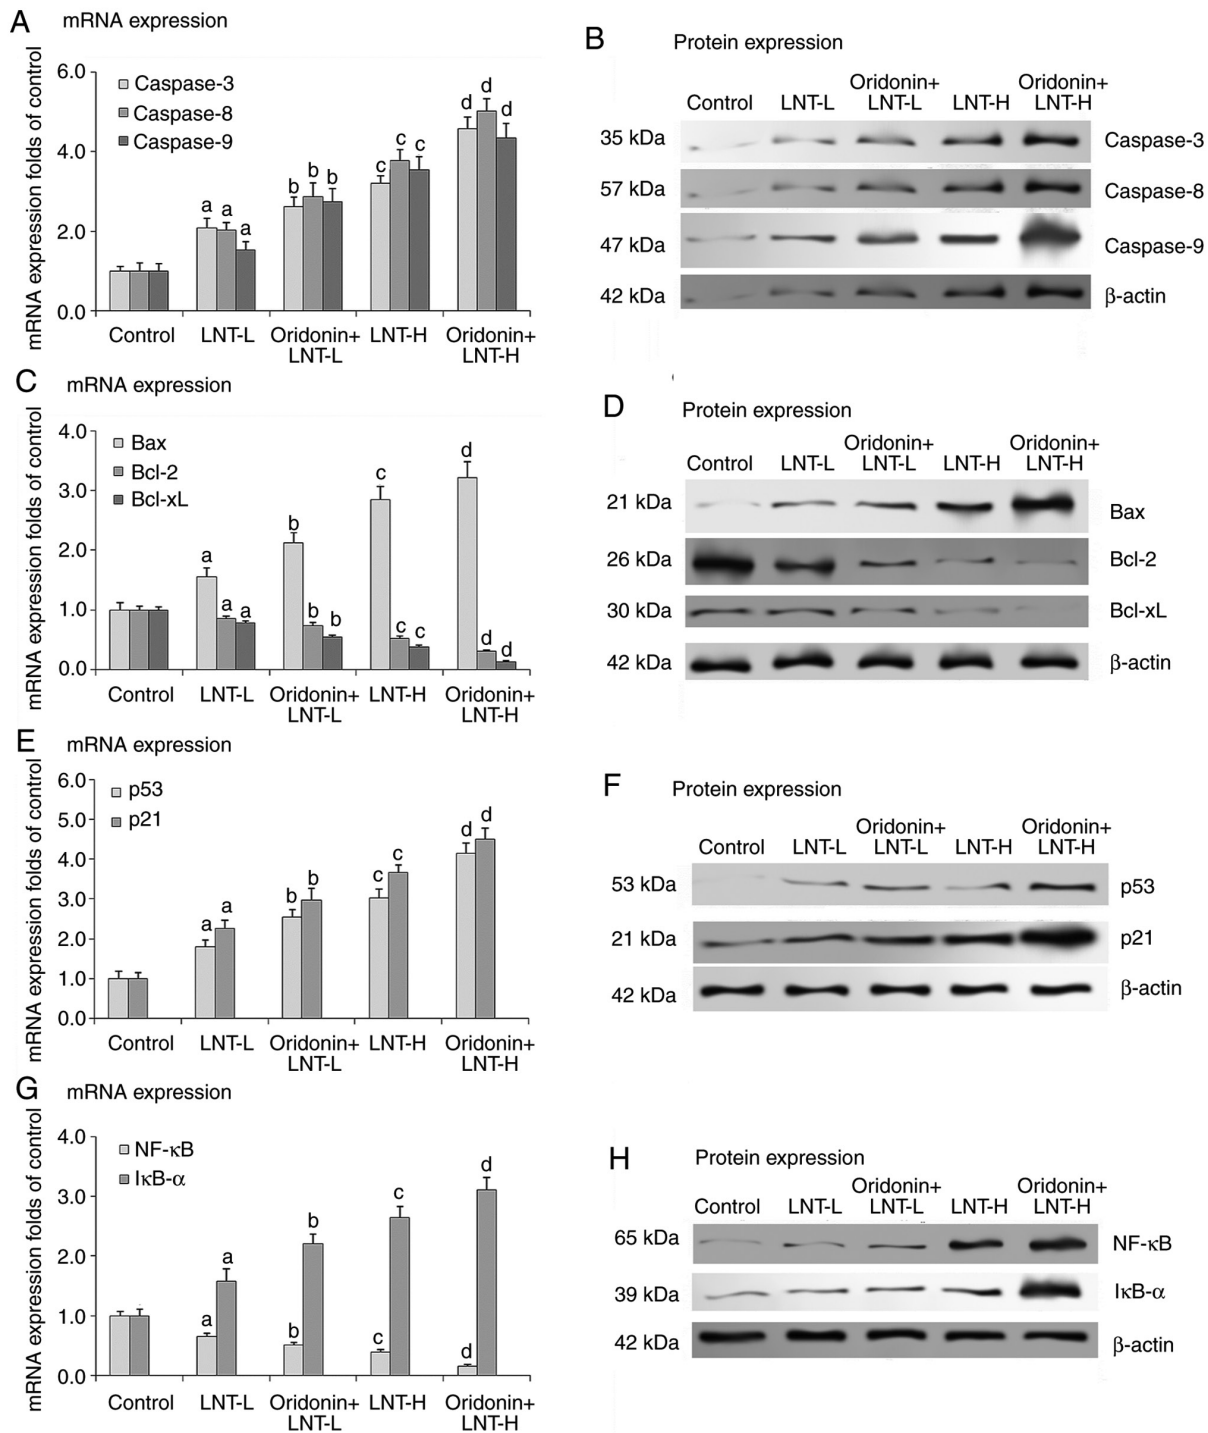 A mRNA expression
mRNA expression folds of control
6.0
4.0
2.0
0.0
Caspase-3
Caspase-8
Caspase-9
a a a
b b b
c c c
d d d
Control LNT-L Oridonin+ LNT-H Oridonin+
LNT-L LNT-H
B Protein expression
Oridonin+ Oridonin+
Control LNT-L LNT-L LNT-H LNT-H
35 kDa Caspase-3
57 kDa Caspase-8
47 kDa Caspase-9
42 kDa β-actin
C mRNA expression
mRNA expression folds of control
4.0
3.0
2.0
1.0
0.0
Bax
Bcl-2
Bcl-xL
a a a
b b b
c c c
d d d
Control LNT-L Oridonin+ LNT-H Oridonin+
LNT-L LNT-H
D Protein expression
Oridonin+ Oridonin+
Control LNT-L LNT-L LNT-H LNT-H
21 kDa Bax
26 kDa Bcl-2
30 kDa Bcl-xL
42 kDa β-actin
E mRNA expression
mRNA expression folds of control
6.0
5.0
4.0
3.0
2.0
1.0
0.0
p53
p21
a a
b b
c c
d d
Control LNT-L Oridonin+ LNT-H Oridonin+
LNT-L LNT-H
F Protein expression
Oridonin+ Oridonin+
Control LNT-L LNT-L LNT-H LNT-H
53 kDa p53
21 kDa p21
42 kDa β-actin
G mRNA expression
mRNA expression folds of control
4.0
3.0
2.0
1.0
0.0
NF-κB
IκB-α
a a
b b
c c
d d
Control LNT-L Oridonin+ LNT-H Oridonin+
LNT-L LNT-H
H Protein expression
Oridonin+ Oridonin+
Control LNT-L LNT-L LNT-H LNT-H
65 kDa NF-κB
39 kDa IκB-α
42 kDa β-actin